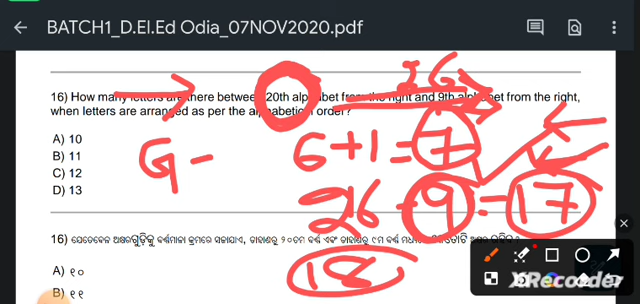 BATCH1_D.El.Ed Odia_07NOV2020.pdf
16) How many letters are there between 20th alphabet from the right and 9th alphabet from the right,
when letters are arranged as per the alphabetical order?
26
A) 10
B) 11
C) 12
D) 13
G - 6+1=7
26-9=17
18
16) ଯେତେବେଳେ ଅକ୍ଷରଗୁଡ଼ିକୁ ବର୍ଣ୍ଣମାଳା କ୍ରମରେ ସଜାଯାଏ, ଡାହାଣରୁ ୨୦ତମ ବର୍ଣ୍ଣ ଏବଂ ଡାହାଣରୁ ୯ମ ବର୍ଣ୍ଣ
A) ୧୦
B) ୧୧
XRecorder